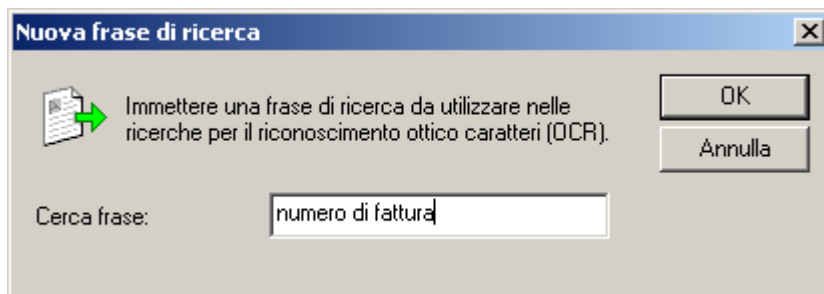 Nuova frase di ricerca
Immettere una frase di ricerca da utilizzare nelle
ricerche per il riconoscimento ottico caratteri (OCR).
OK
Annulla
Cerca frase:
numero di fattura